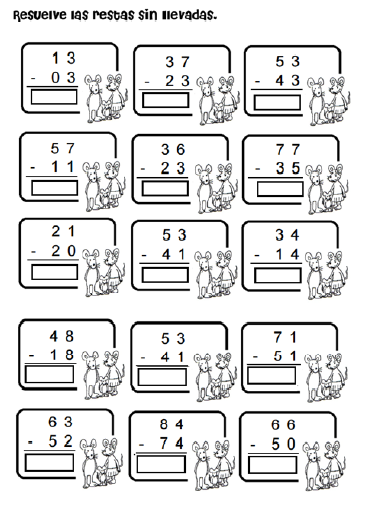 Resuelve las restas sin llevadas.
13 37 53
- 03 - 23 - 43
57 36 77
- 11 - 23 - 35
21 53 34
- 20 - 41 - 14
48 53 71
- 18 - 41 - 51
63 84 66
- 52 - 74 - 50